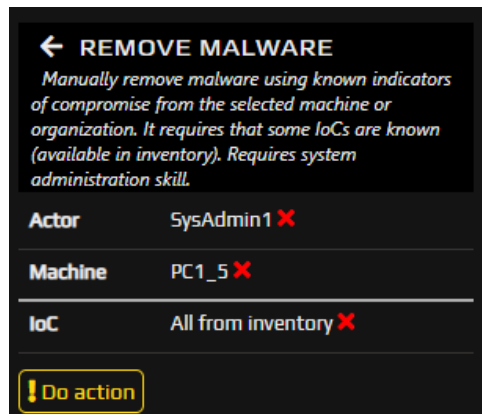 REMOVE MALWARE
Manually remove malware using known indicators
of compromise from the selected machine or
organization. It requires that some IoCs are known
(available in inventory). Requires system
administration skill.
Actor SysAdmin1
Machine PC1_5
IoC All from inventory
! Do action